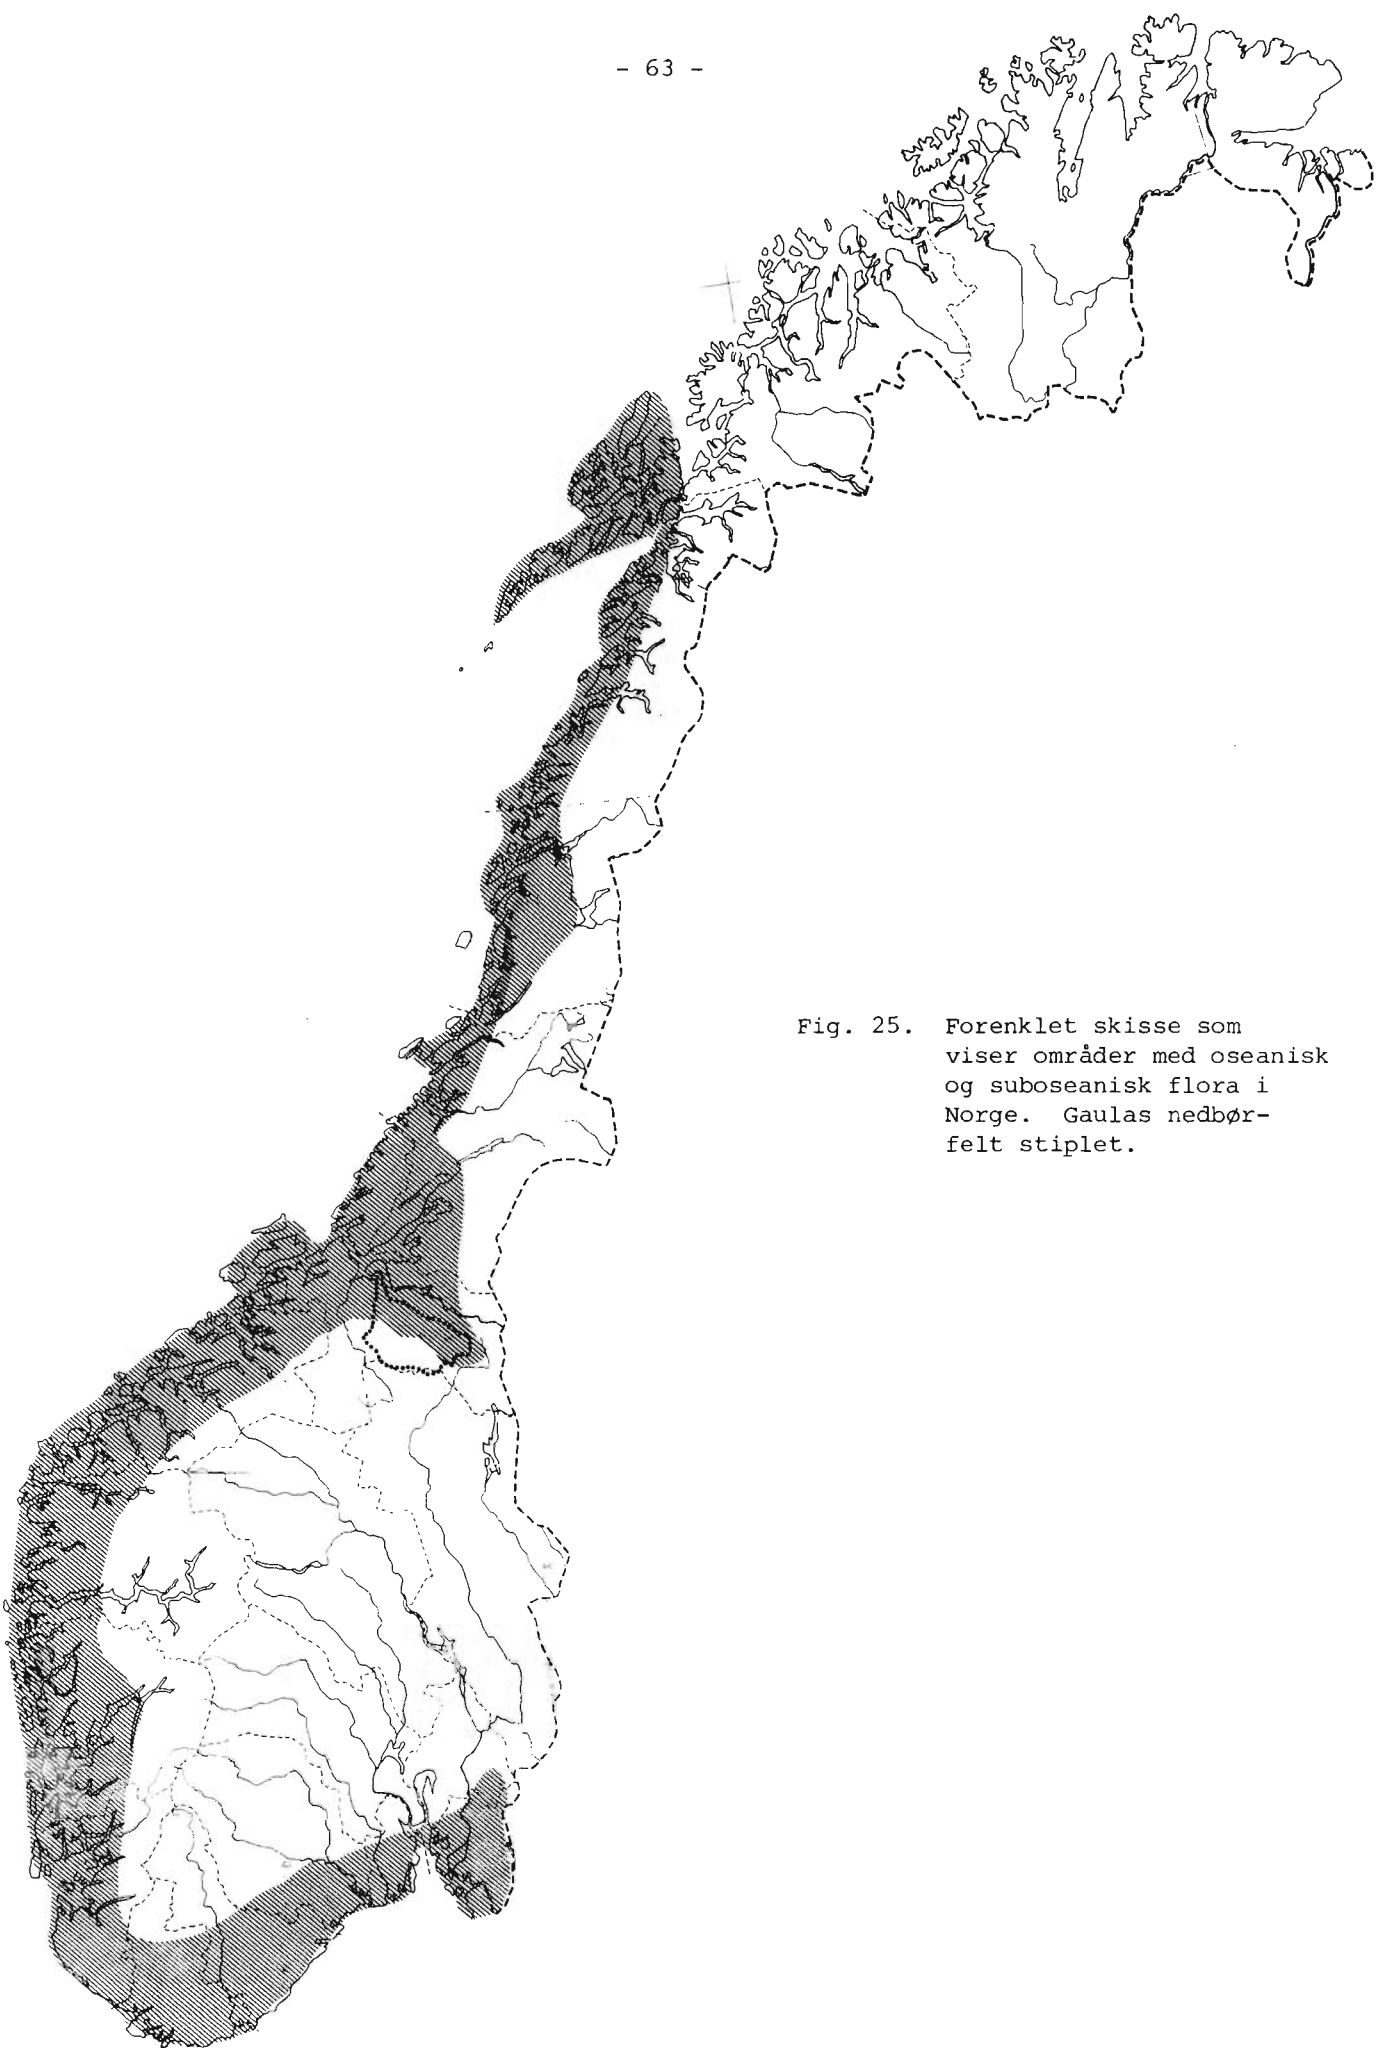 - 63 -
Fig. 25. Forenklet skisse som
viser områder med oseanisk
og suboseanisk flora i
Norge. Gaulas nedbør-
felt stiplet.